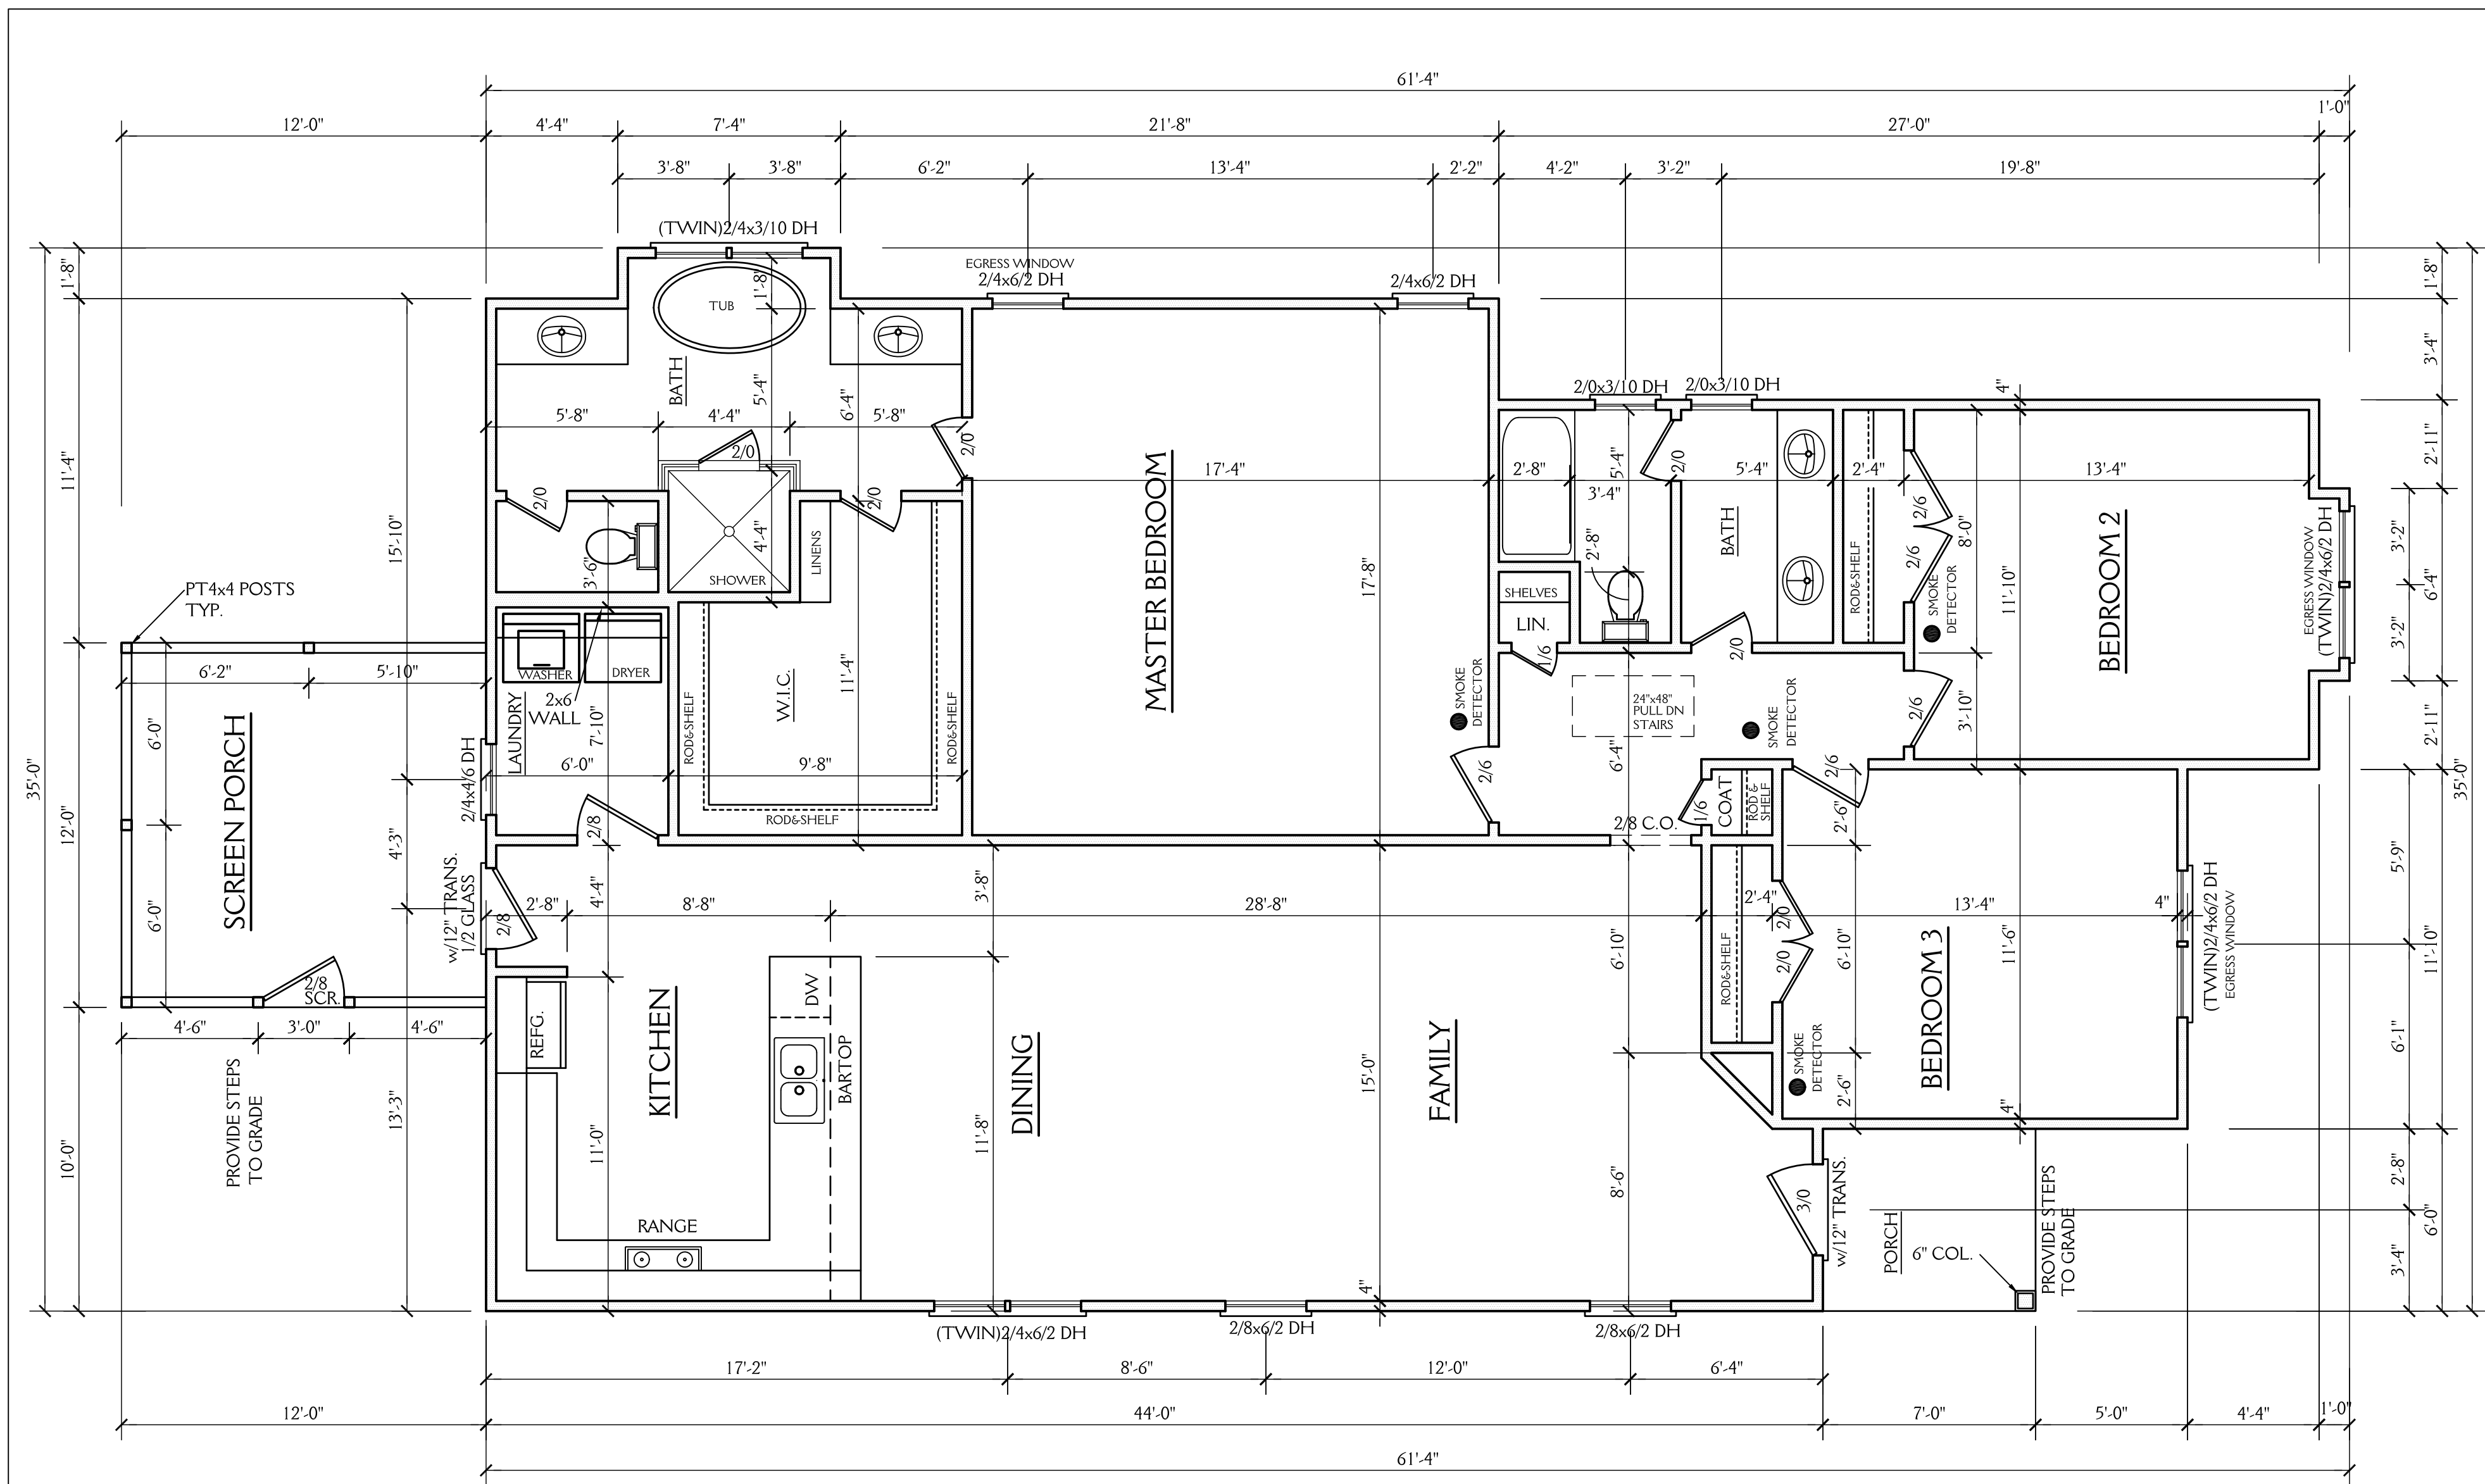 61'-4"
1'-0"
12'-0"
4'-4"
7'-4"
21'-8"
27'-0"
3'-8"
3'-8"
6'-2"
13'-4"
2'-2"
4'-2"
3'-2"
19'-8"
(TWIN)2/4x3/10 DH
EGRESS WINDOW
2/4x6/2 DH
2/4x6/2 DH
2/0x3/10 DH
2/0x3/10 DH
35'-0"
1'-8"
11'-4"
12'-0"
10'-0"
15'-10"
4'-3"
13'-3"
TUB
1'-8"
BATH
5'-4"
6'-4"
5'-8"
4'-4"
5'-8"
2/0
2/0
2/0
2/0
3'-6"
SHOWER
4'-4"
LINENS
PT4x4 POSTS
TYP.
6'-2"
5'-10"
6'-0"
6'-0"
SCREEN PORCH
2/8
SCR.
4'-6"
3'-0"
4'-6"
PROVIDE STEPS
TO GRADE
WASHER
DRYER
2x6
WALL
LAUNDRY
7'-10"
6'-0"
2/4x4/6 DH
2/8
ROD&SHELF
W.I.C.
11'-4"
9'-8"
ROD&SHELF
ROD&SHELF
MASTER BEDROOM
17'-4"
17'-8"
SMOKE
DETECTOR
2/6
2'-8"
3'-4"
5'-4"
2'-8"
2/0
BATH
5'-4"
2/0
SHELVES
LIN.
1/6
24"x48"
PULL DN
STAIRS
SMOKE
DETECTOR
6'-4"
2'-4"
ROD&SHELF
2/6
2/6
8'-0"
4"
11'-10"
13'-4"
SMOKE
DETECTOR
BEDROOM 2
EGRESS WINDOW
(TWIN)2/4x6/2 DH
2/6
3'-10"
1'-8"
3'-4"
2'-11"
3'-2"
6'-4"
3'-2"
2'-11"
35'-0"
5'-9"
11'-10"
6'-1"
2'-8"
6'-0"
3'-4"
COAT
1/6
ROD &
SHELF
2/8 C.O.
2/6
2'-6"
w/12" TRANS.
1/2 GLASS
2/8
2'-8"
4'-4"
8'-8"
3'-8"
28'-8"
2'-4"
2/0
2/0
13'-4"
4"
6'-10"
6'-10"
11'-6"
ROD&SHELF
BEDROOM 3
(TWIN)2/4x6/2 DH
EGRESS WINDOW
SMOKE
DETECTOR
2'-6"
4"
REFG.
KITCHEN
DW
BARTOP
11'-0"
RANGE
DINING
11'-8"
15'-0"
FAMILY
8'-6"
4"
3/0
w/12" TRANS.
PORCH
6" COL.
PROVIDE STEPS
TO GRADE
(TWIN)2/4x6/2 DH
2/8x6/2 DH
2/8x6/2 DH
17'-2"
8'-6"
12'-0"
6'-4"
12'-0"
44'-0"
7'-0"
5'-0"
4'-4"
1'-0"
61'-4"